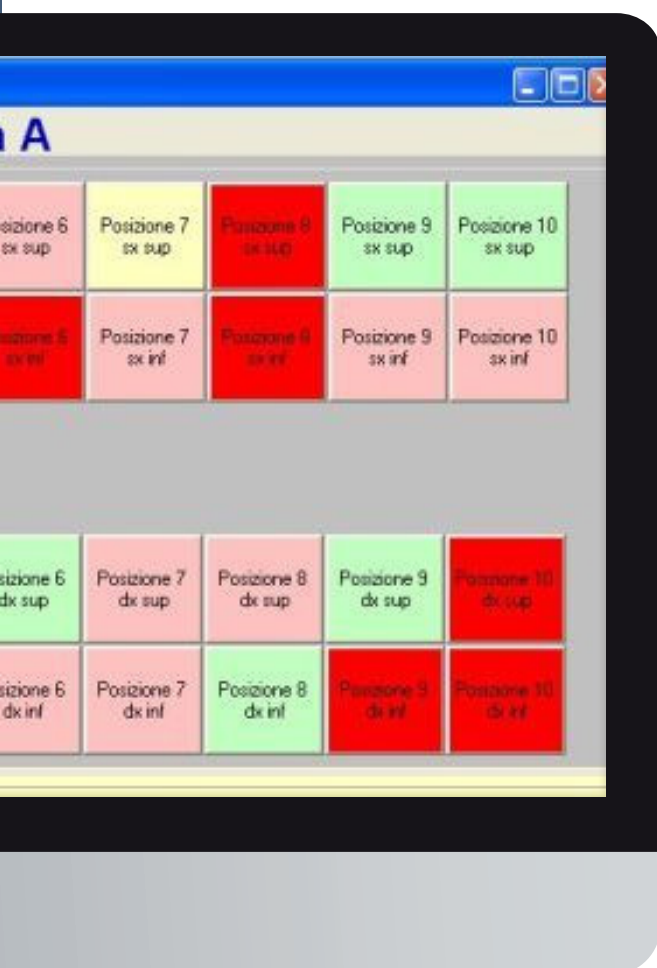 A
sizione 6
sx sup
Posizione 7
sx sup
Posizione 8
sx sup
Posizione 9
sx sup
Posizione 10
sx sup
sizione 6
sx inf
Posizione 7
sx inf
Posizione 8
sx inf
Posizione 9
sx inf
Posizione 10
sx inf
sizione 6
dx sup
Posizione 7
dx sup
Posizione 8
dx sup
Posizione 9
dx sup
Posizione 10
dx sup
sizione 6
dx inf
Posizione 7
dx inf
Posizione 8
dx inf
Posizione 9
dx inf
Posizione 10
dx inf